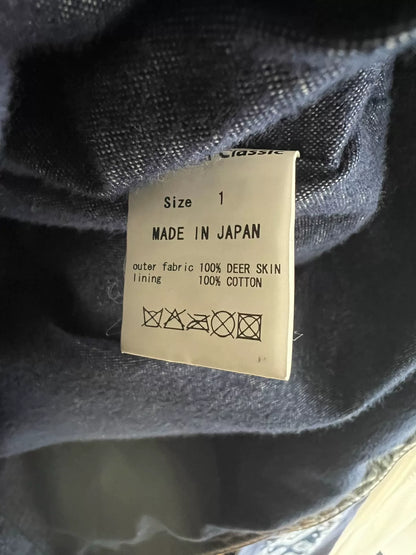 Classic
Size 1
MADE IN JAPAN
outer fabric 100% DEER SKIN
lining 100% COTTON